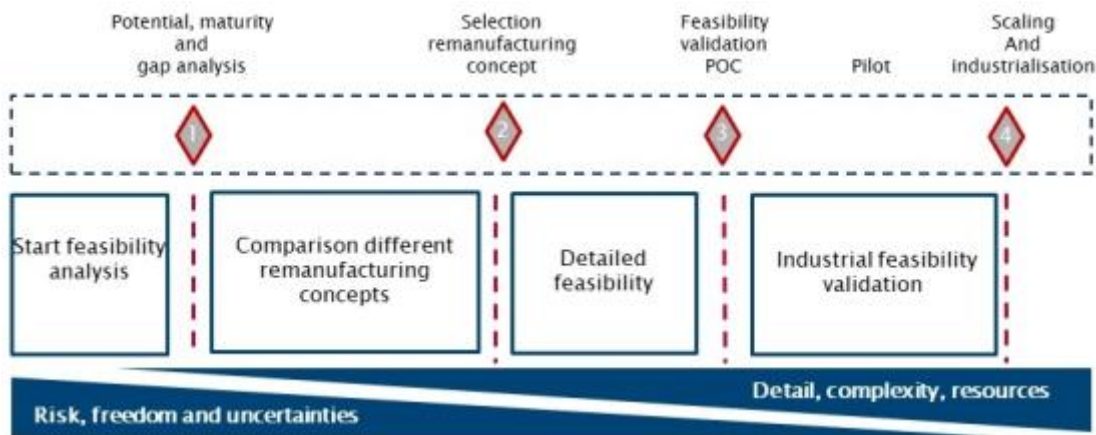 Potential, maturity
and
gap analysis
Selection
remanufacturing
concept
Feasibility
validation
POC
Pilot
Scaling
And
industrialisation
1
2
3
4
Start feasibility
analysis
Comparison different
remanufacturing
concepts
Detailed
feasibility
Industrial feasibility
validation
Detail, complexity, resources
Risk, freedom and uncertainties